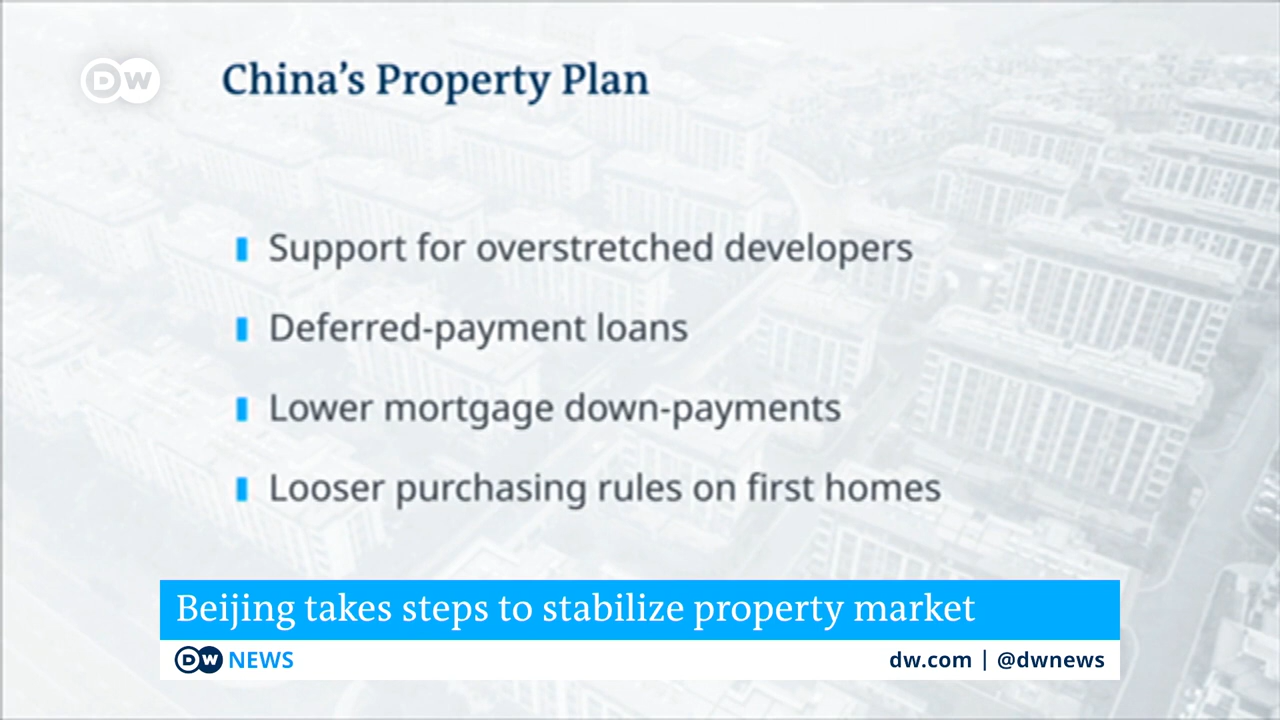 DW
China's Property Plan
Support for overstretched developers
Deferred-payment loans
Lower mortgage down-payments
Looser purchasing rules on first homes
Beijing takes steps to stabilize property market
DW NEWS
dw.com | @dwnews